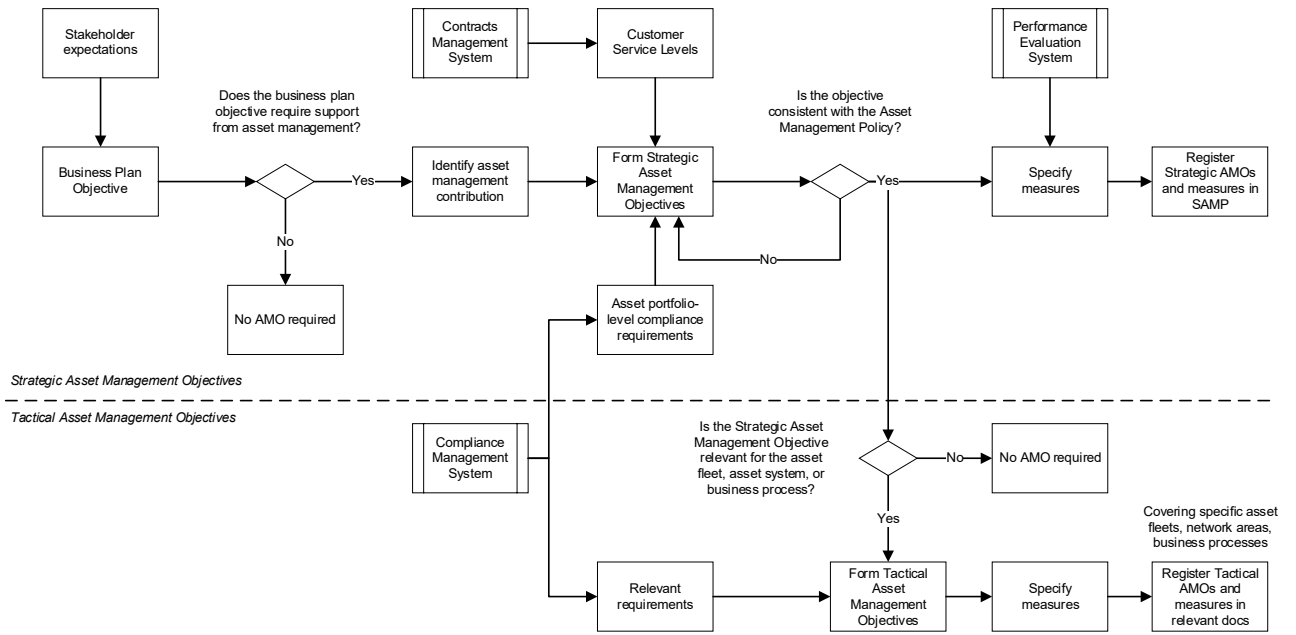 Stakeholder
expectations
Contracts
Management
System
Customer
Service Levels
Performance
Evaluation
System
Does the business plan
objective require support
from asset management?
Is the objective
consistent with the Asset
Management Policy?
Business Plan
Objective
Yes
Identify asset
management
contribution
Form Strategic
Asset
Management
Objectives
Yes
Specify
measures
Register
Strategic AMOs
and measures in
SAMP
No
No
No AMO required
Asset portfolio-
level compliance
requirements
Strategic Asset Management Objectives
Tactical Asset Management Objectives
Compliance
Management
System
Is the Strategic Asset
Management Objective
relevant for the asset
fleet, asset system, or
business process?
No
No AMO required
Yes
Covering specific asset
fleets, network areas,
business processes
Relevant
requirements
Form Tactical
Asset
Management
Objectives
Specify
measures
Register Tactical
AMOs and
measures in
relevant docs